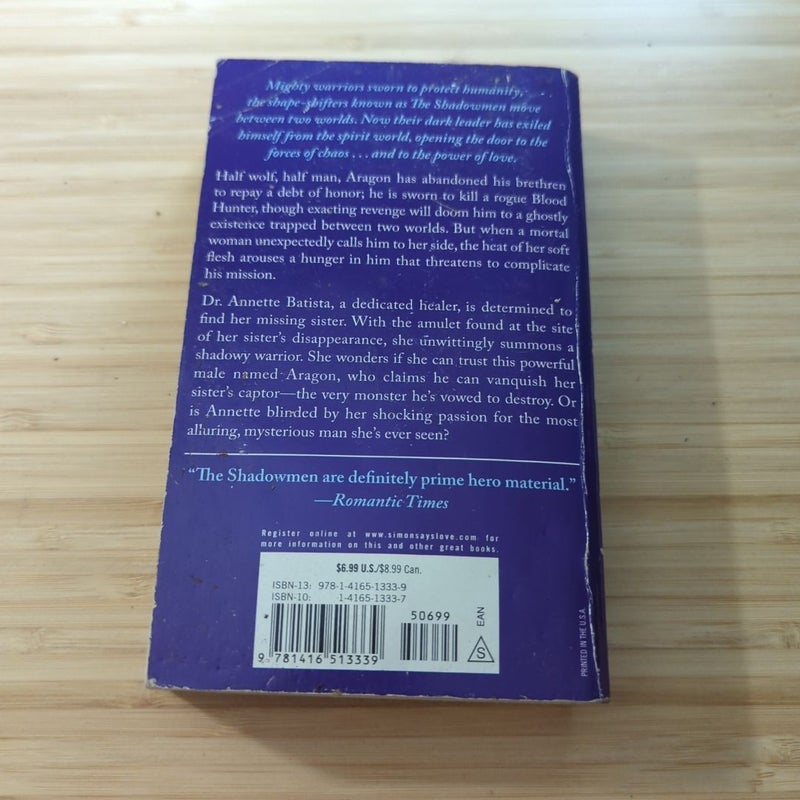 Mighty warriors sworn to protect humanity,
the shape-shifters known as The Shadowmen move
between two worlds. Now their dark leader has exiled
himself from the spirit world, opening the door to the
forces of chaos . . . and to the power of love.
Half wolf, half man, Aragon has abandoned his brethren
to repay a debt of honor; he is sworn to kill a rogue Blood
Hunter, though exacting revenge will doom him to a ghostly
existence trapped between two worlds. But when a mortal
woman unexpectedly calls him to her side, the heat of her soft
flesh arouses a hunger in him that threatens to complicate
his mission.
Dr. Annette Batista, a dedicated healer, is determined to
find her missing sister. With the amulet found at the site
of her sister's disappearance, she unwittingly summons a
shadowy warrior. She wonders if she can trust this powerful
male named Aragon, who claims he can vanquish her
sister's captor—the very monster he's vowed to destroy. Or
is Annette blinded by her shocking passion for the most
alluring, mysterious man she's ever seen?
"The Shadowmen are definitely prime hero material."
—Romantic Times
Register online at www.simonsayslove.com for
more information on this and other great books.
$6.99 U.S./$8.99 Can.
ISBN-13: 978-1-4165-1333-9
ISBN-10: 1-4165-1333-7
50699
EAN
S
9 781416 513339
PRINTED IN THE U.S.A.